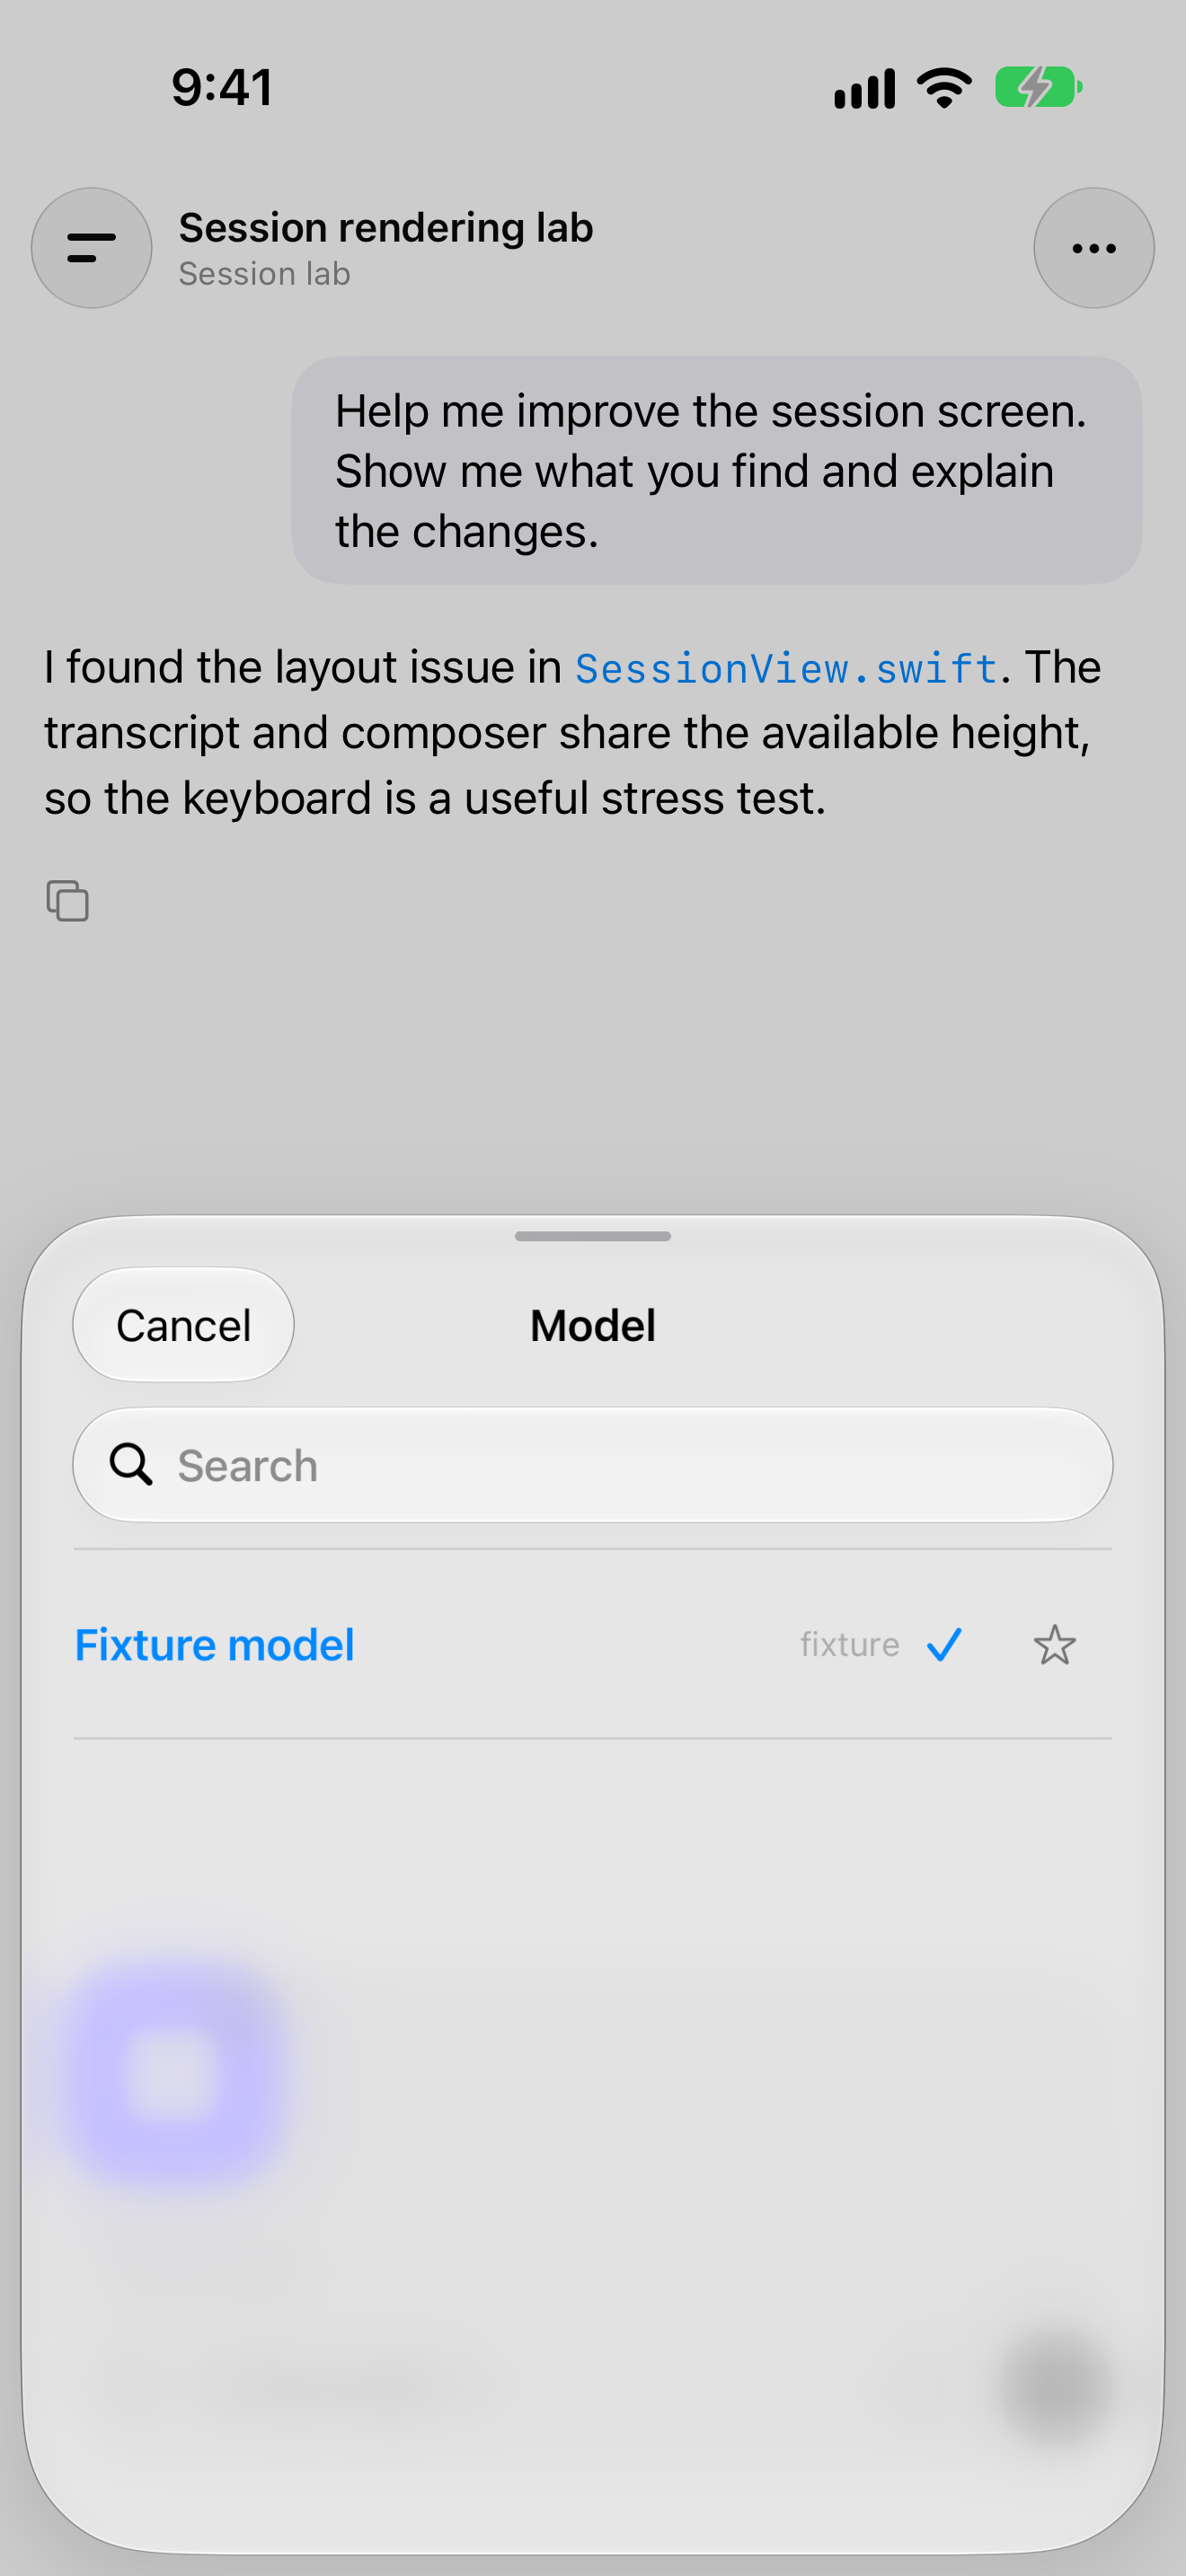 9:41
Session rendering lab
Session lab
Help me improve the session screen.
Show me what you find and explain
the changes.
I found the layout issue in SessionView.swift. The
transcript and composer share the available height,
so the keyboard is a useful stress test.
Cancel
Model
Search
Fixture model
fixture